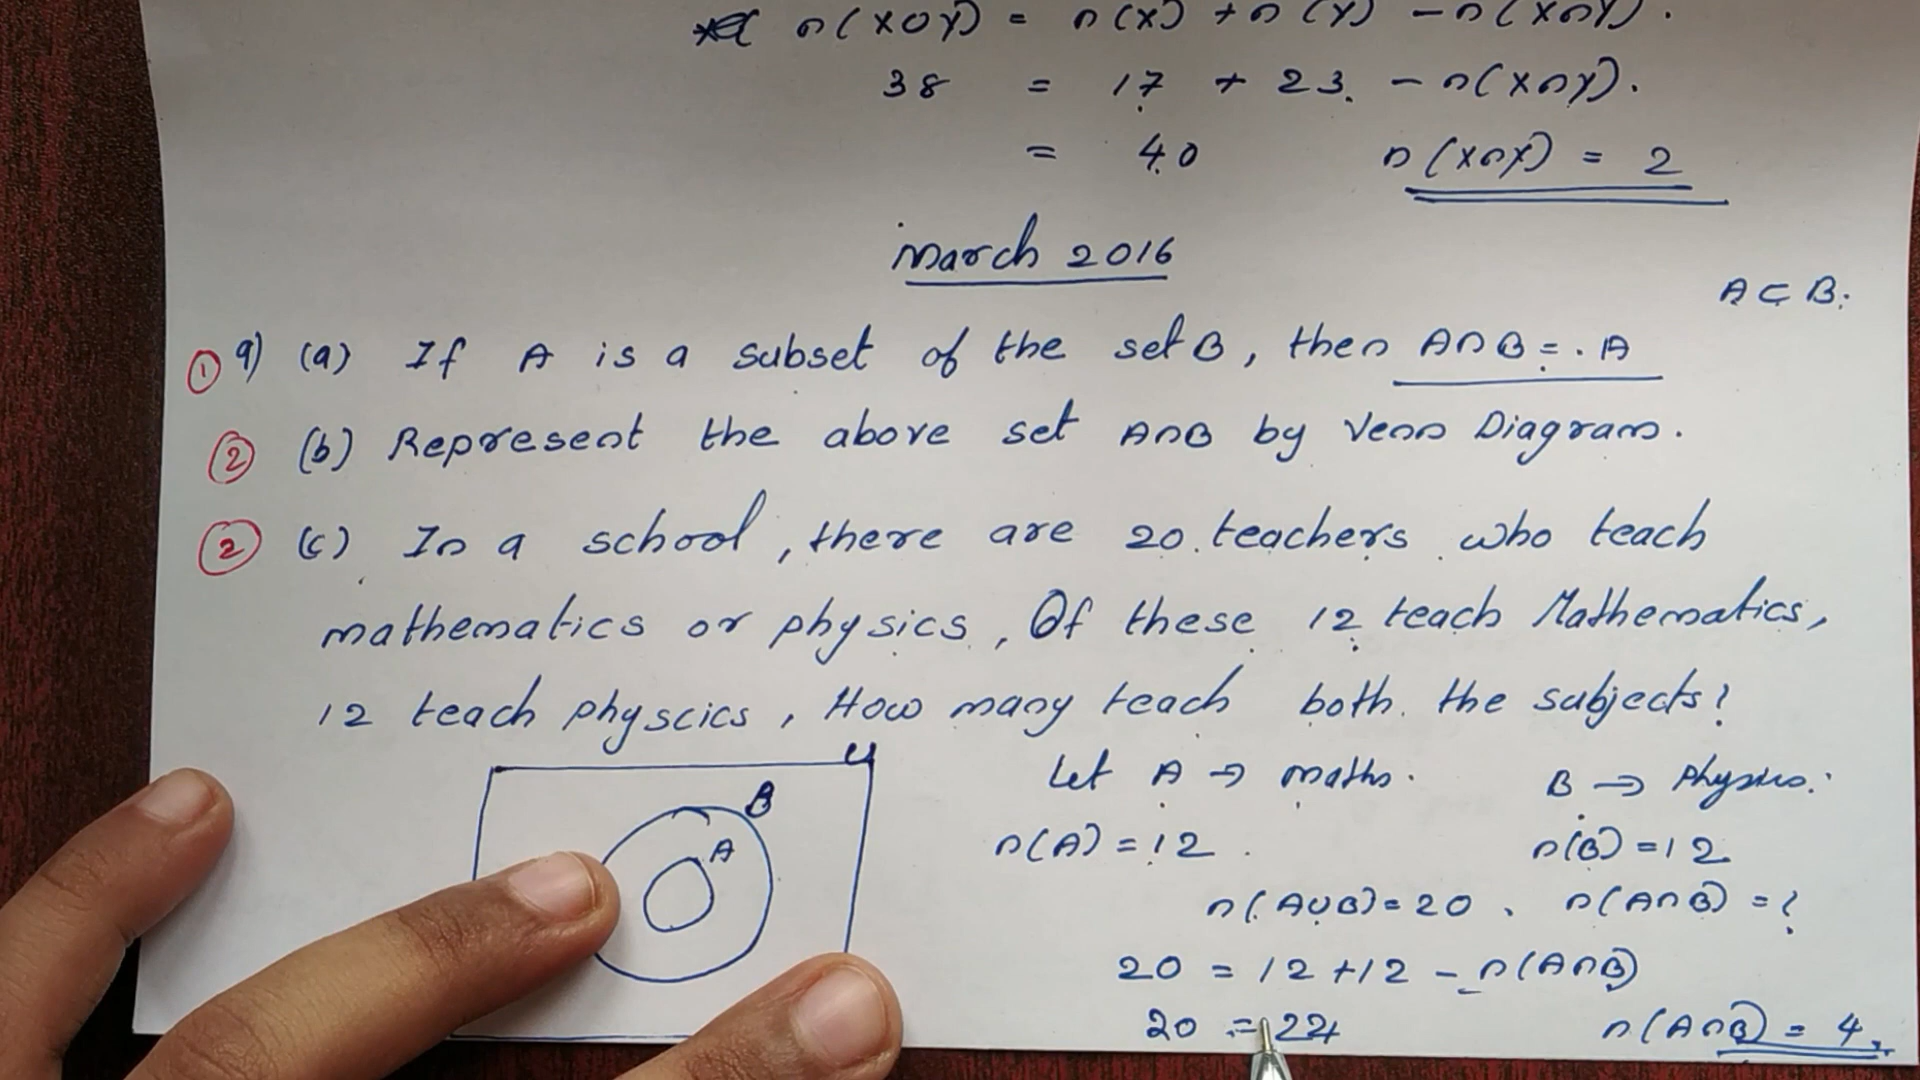 n(X∪Y) = n(X) + n(Y) - n(X∩Y).
38 = 17 + 23. - n(X∩Y).
= 40 n(X∩Y) = 2
March 2016
A ⊂ B.
① 9) (a) If A is a subset of the set B, then A∩B = . A
② (b) Represent the above set A∩B by Venn Diagram.
② (c) In a school, there are 20 teachers who teach
mathematics or physics, Of these 12 teach Mathematics,
12 teach physcics, How many teach both the subjects?
U
B
A
Let A → maths. B → Physics.
n(A) = 12. n(B) = 12
n(A∪B) = 20. n(A∩B) = ?
20 = 12 + 12 - n(A∩B)
20 = 24 n(A∩B) = 4